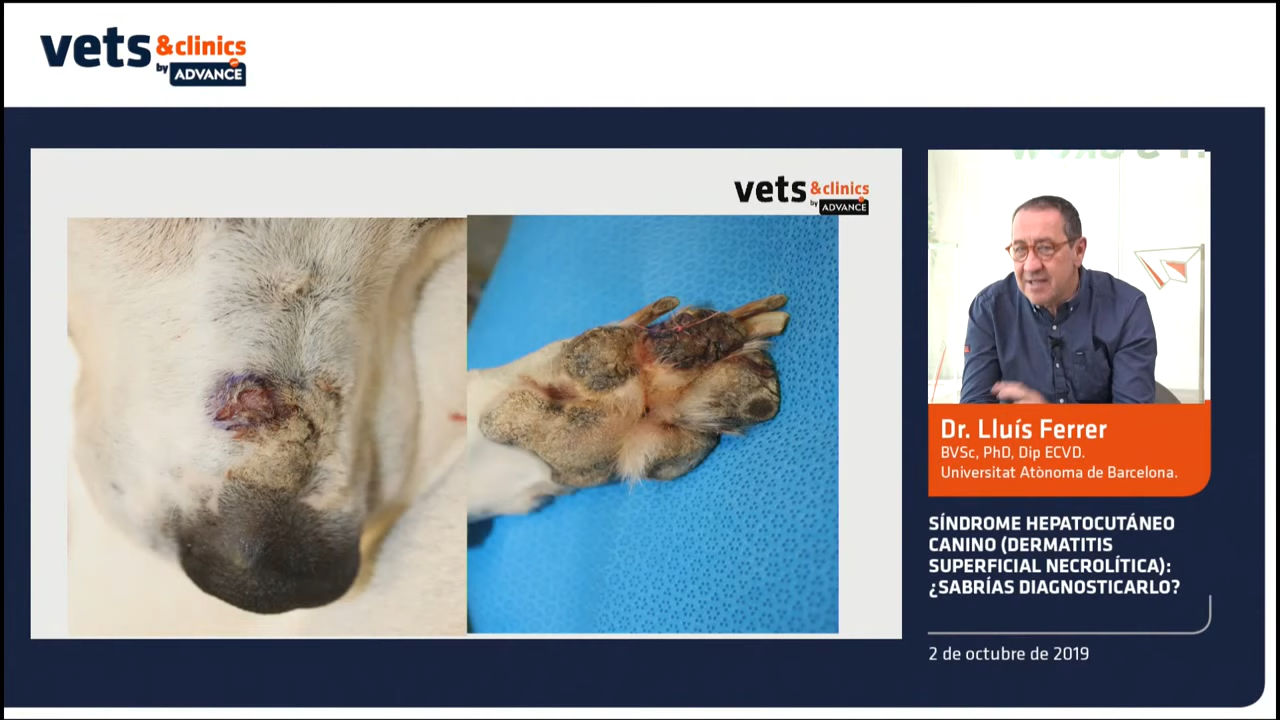 vets &clinics
by ADVANCE
vets &clinics
by ADVANCE
Dr. Lluís Ferrer
BVSc, PhD, Dip ECVD.
Universitat Atònoma de Barcelona.
SÍNDROME HEPATOCUTÁNEO
CANINO (DERMATITIS
SUPERFICIAL NECROLÍTICA):
¿SABRÍAS DIAGNOSTICARLO?
2 de octubre de 2019